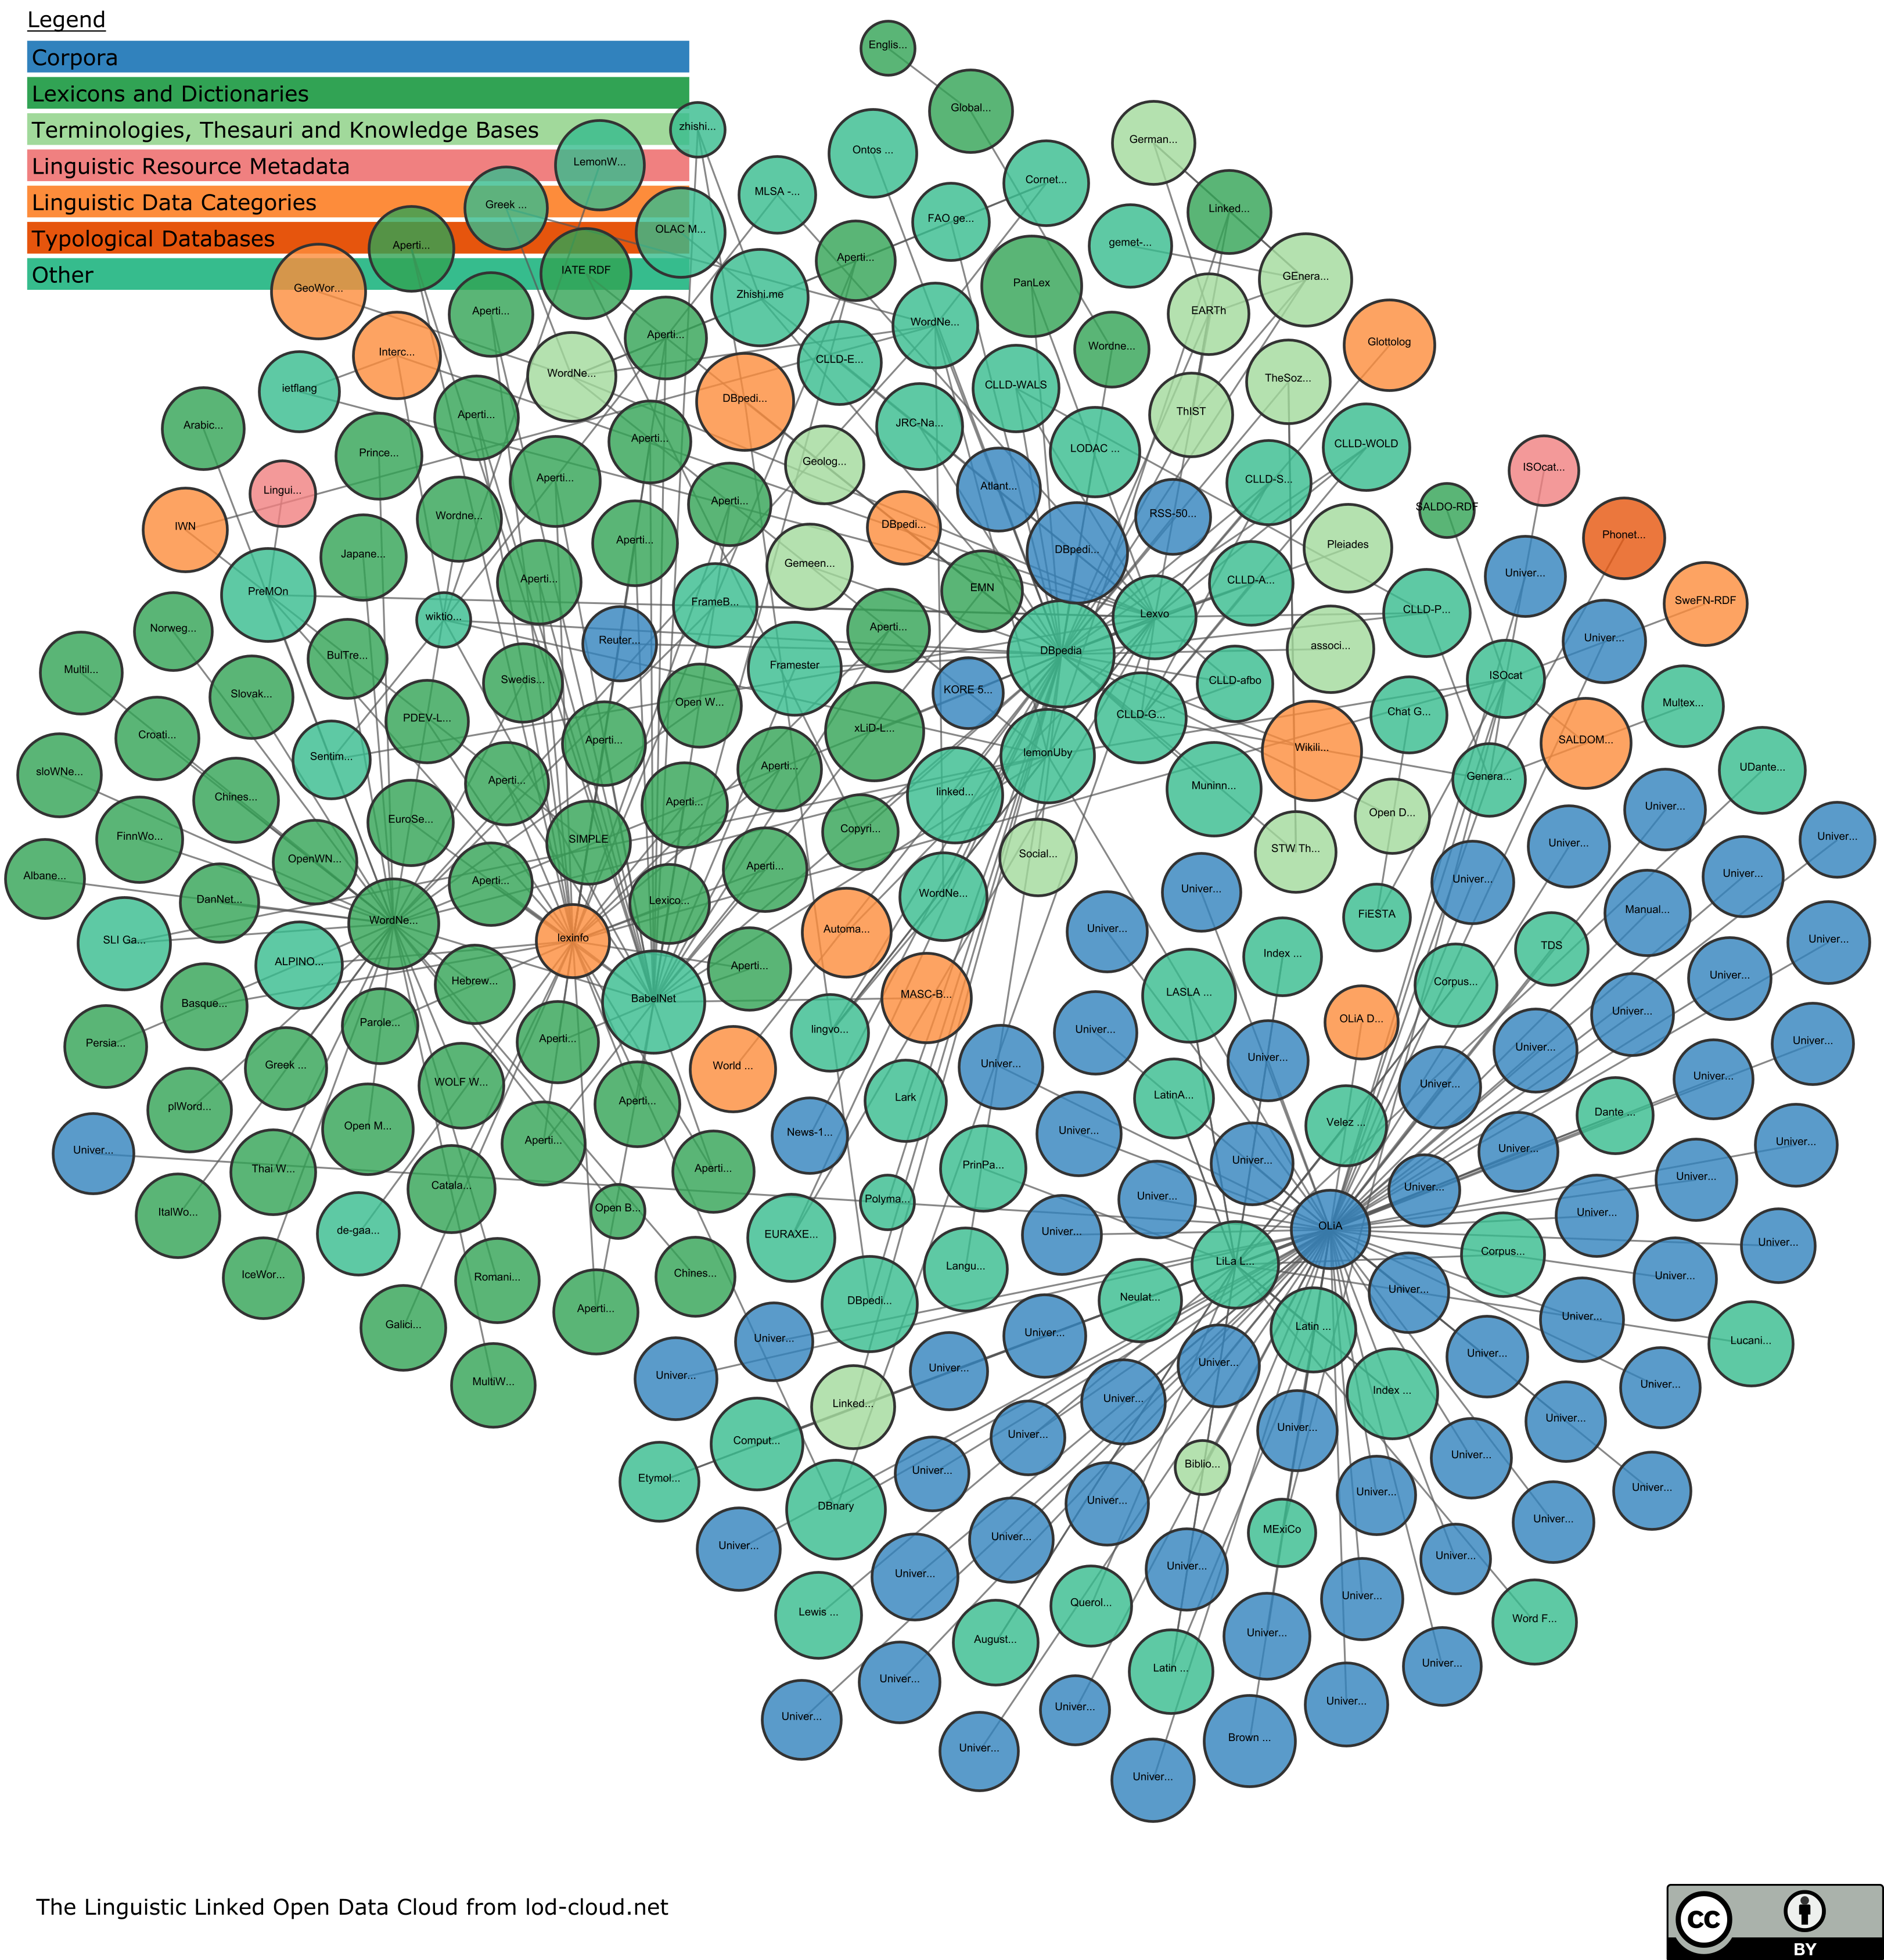 Legend
Corpora
Lexicons and Dictionaries
Terminologies, Thesauri and Knowledge Bases
Linguistic Resource Metadata
Linguistic Data Categories
Typological Databases
Other
Englis...
Global...
zhishi...
German...
LemonW...
Ontos ...
Cornet...
MLSA -...
Greek ...
FAO ge...
Linked...
OLAC M...
gemet-...
Aperti...
Aperti...
IATE RDF
GEnera...
PanLex
GeoWor...
Zhishi.me
Aperti...
EARTh
WordNe...
Aperti...
Glottolog
Wordne...
Interc...
CLLD-E...
WordNe...
TheSoz...
ietflang
CLLD-WALS
DBpedi...
ThIST
Aperti...
Arabic...
JRC-Na...
Aperti...
CLLD-WOLD
LODAC ...
Prince...
Geolog...
ISOcat...
Aperti...
CLLD-S...
Lingui...
Atlant...
Aperti...
SALDO-RDF
RSS-50...
Wordne...
IWN
DBpedi...
Phonet...
Aperti...
Pleiades
DBpedi...
Japane...
Gemeen...
Univer...
Aperti...
CLLD-A...
EMN
PreMOn
FrameB...
SweFN-RDF
CLLD-P...
Lexvo
wiktio...
Norweg...
Aperti...
Reuter...
Univer...
associ...
DBpedia
BulTre...
Framester
Multil...
ISOcat
CLLD-afbo
Swedis...
KORE 5...
Slovak...
Open W...
Multex...
Chat G...
CLLD-G...
PDEV-L...
xLiD-L...
Croati...
Aperti...
SALDOM...
Wikili...
lemonUby
Sentim...
Aperti...
UDante...
sloWNe...
Genera...
Aperti...
Muninn...
linked...
Chines...
Aperti...
Univer...
Open D...
EuroSe...
Copyri...
FinnWo...
SIMPLE
Univer...
Univer...
STW Th...
Social...
OpenWN...
Aperti...
Albane...
Univer...
Univer...
Aperti...
Univer...
WordNe...
DanNet...
Lexico...
Manual...
FiESTA
WordNe...
Automa...
Univer...
lexinfo
SLI Ga...
Univer...
TDS
Index ...
ALPINO...
Aperti...
Univer...
Hebrew...
Corpus...
LASLA ...
MASC-B...
BabelNet
Basque...
Univer...
OLiA D...
Parole...
lingvo...
Univer...
Aperti...
Persia...
Univer...
Univer...
Univer...
Univer...
Greek ...
World ...
Univer...
WOLF W...
Univer...
LatinA...
Lark
Aperti...
plWord...
Dante ...
Velez ...
Open M...
Univer...
News-1...
Aperti...
Univer...
Univer...
Univer...
Univer...
PrinPa...
Thai W...
Aperti...
Univer...
Catala...
Univer...
Univer...
Polyma...
Open B...
ItalWo...
Univer...
OLiA
Univer...
de-gaa...
EURAXE...
Univer...
Corpus...
LiLa L...
Langu...
IceWor...
Chines...
Univer...
Romani...
Univer...
Neulat...
DBpedi...
Aperti...
Univer...
Galici...
Latin ...
Univer...
Univer...
Lucani...
Univer...
Univer...
Univer...
Univer...
MultiW...
Univer...
Index ...
Univer...
Linked...
Univer...
Univer...
Univer...
Comput...
Univer...
Biblio...
Etymol...
Univer...
Univer...
Univer...
Univer...
DBnary
Univer...
MExiCo
Univer...
Univer...
Univer...
Univer...
Univer...
Univer...
Querol...
Lewis ...
Word F...
Univer...
August...
Univer...
Latin ...
Univer...
Univer...
Univer...
Univer...
Brown ...
Univer...
Univer...
The Linguistic Linked Open Data Cloud from lod-cloud.net
cc
BY